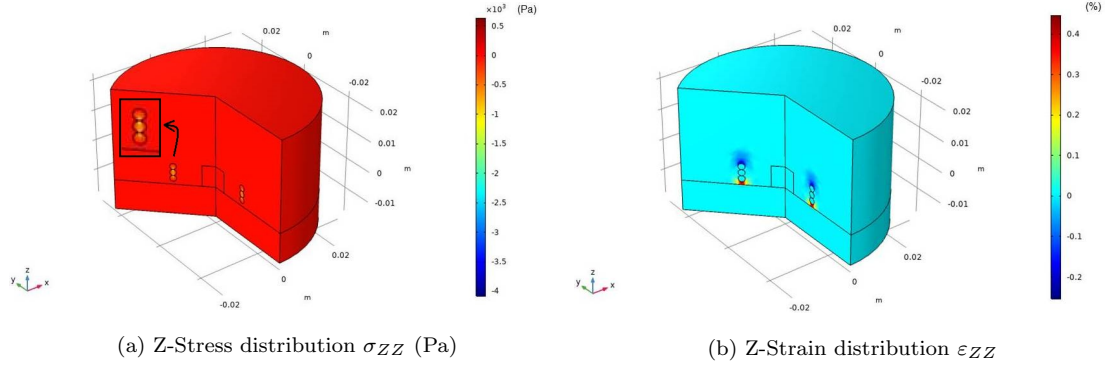 ×10³ (Pa)
0.02
m
0
-0.02
0.02
0.01
0
m
-0.01
0.02
0
m
-0.02
z
y
x
0.5
0
-0.5
-1
-1.5
-2
-2.5
-3
-3.5
-4
(a) Z-Stress distribution σZZ (Pa)
(%)
0.02
m
0
-0.02
0.02
0.01
0
m
-0.01
0.02
0
m
-0.02
z
y
x
0.4
0.3
0.2
0.1
0
-0.1
-0.2
(b) Z-Strain distribution εZZ